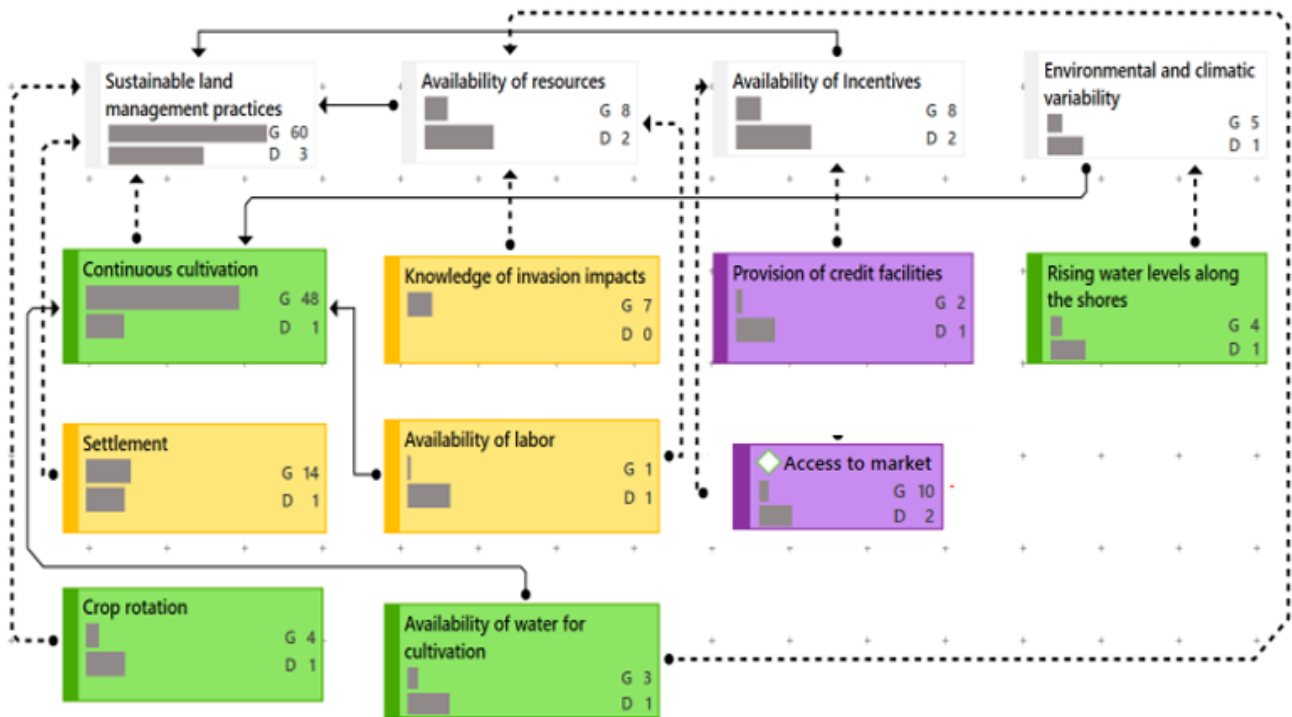 Sustainable land
management practices
G 60
D 3
Availability of resources
G 8
D 2
Availability of Incentives
G 8
D 2
Environmental and climatic
variability
G 5
D 1
Continuous cultivation
G 48
D 1
Knowledge of invasion impacts
G 7
D 0
Provision of credit facilities
G 2
D 1
Rising water levels along
the shores
G 4
D 1
Settlement
G 14
D 1
Availability of labor
G 1
D 1
Access to market
G 10
D 2
Crop rotation
G 4
D 1
Availability of water for
cultivation
G 3
D 1